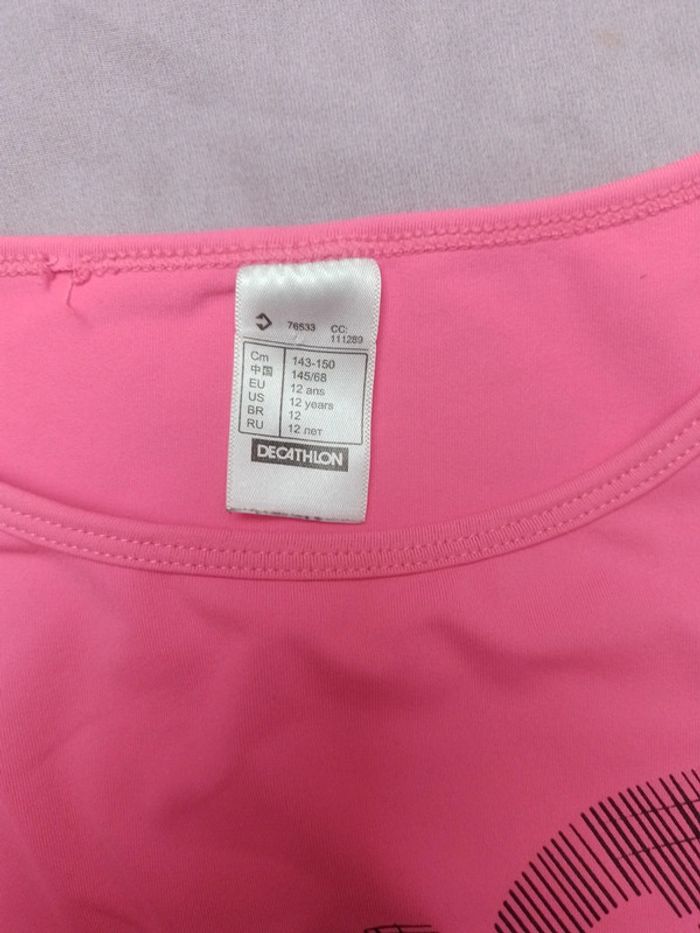 76533 CC:
111289
Cm 143-150
中国 145/68
EU 12 ans
US 12 years
BR 12
RU 12 лет
DECATHLON